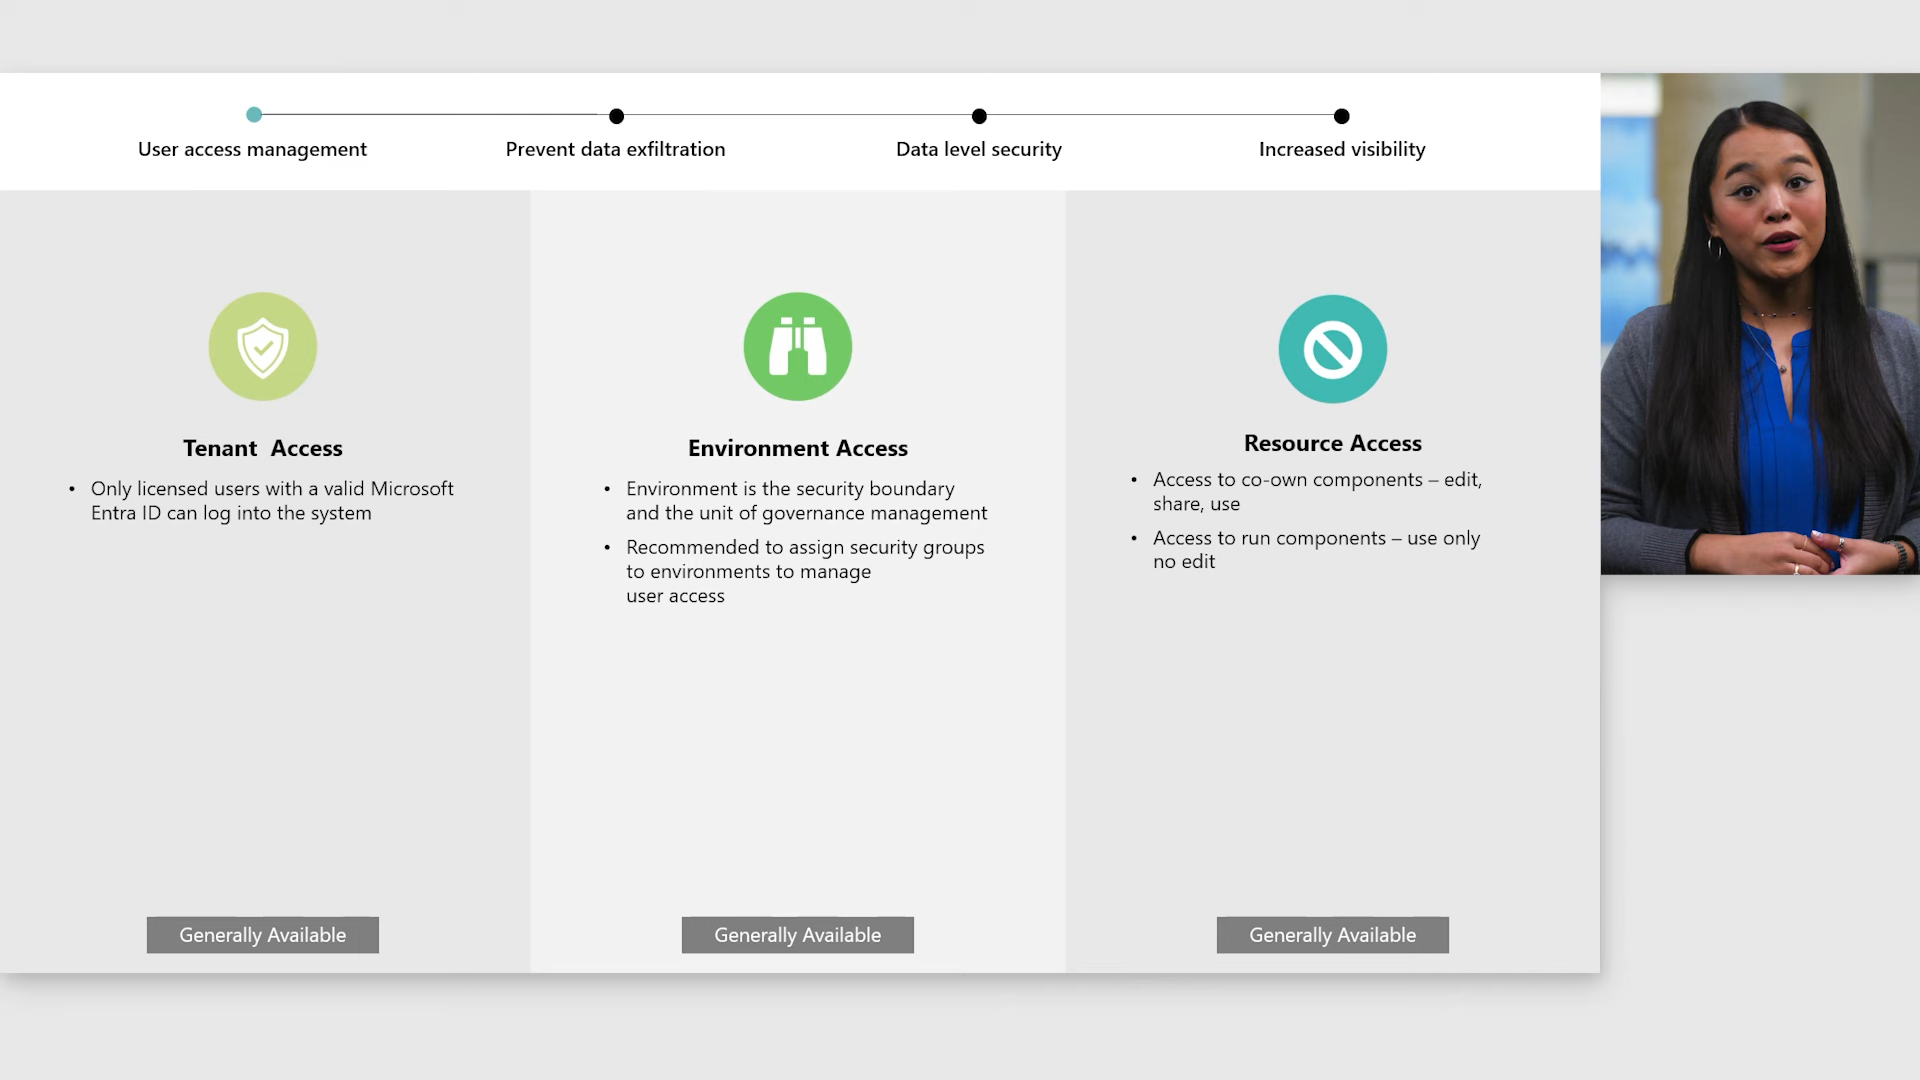 User access management
Prevent data exfiltration
Data level security
Increased visibility
Tenant  Access
• Only licensed users with a valid Microsoft
Entra ID can log into the system
Generally Available
Environment Access
• Environment is the security boundary
and the unit of governance management
• Recommended to assign security groups
to environments to manage
user access
Generally Available
Resource Access
• Access to co-own components – edit,
share, use
• Access to run components – use only
no edit
Generally Available